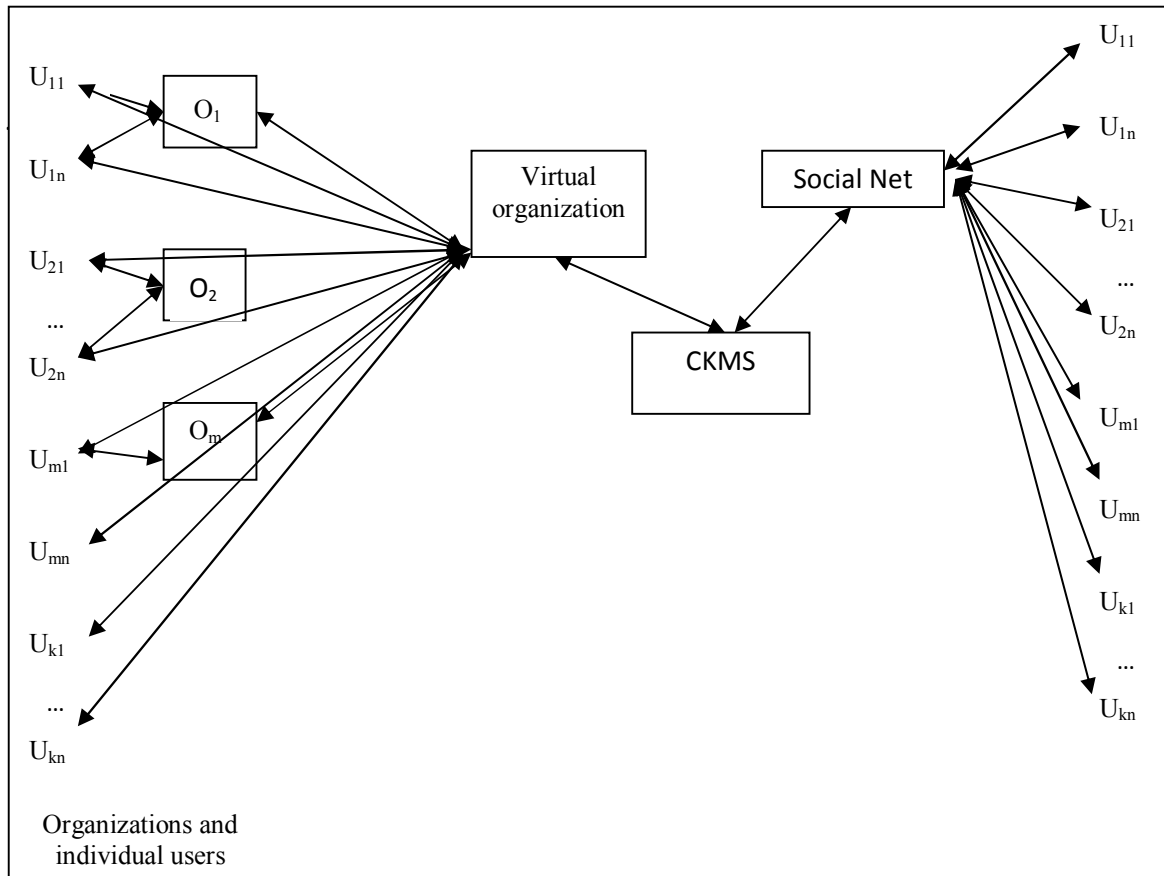 U11
O1
U1n
U21
O2
...
U2n
Om
Um1
Umn
Uk1
...
Ukn
Organizations and
individual users
Virtual
organization
CKMS
Social Net
U11
U1n
U21
...
U2n
Um1
Umn
Uk1
...
Ukn